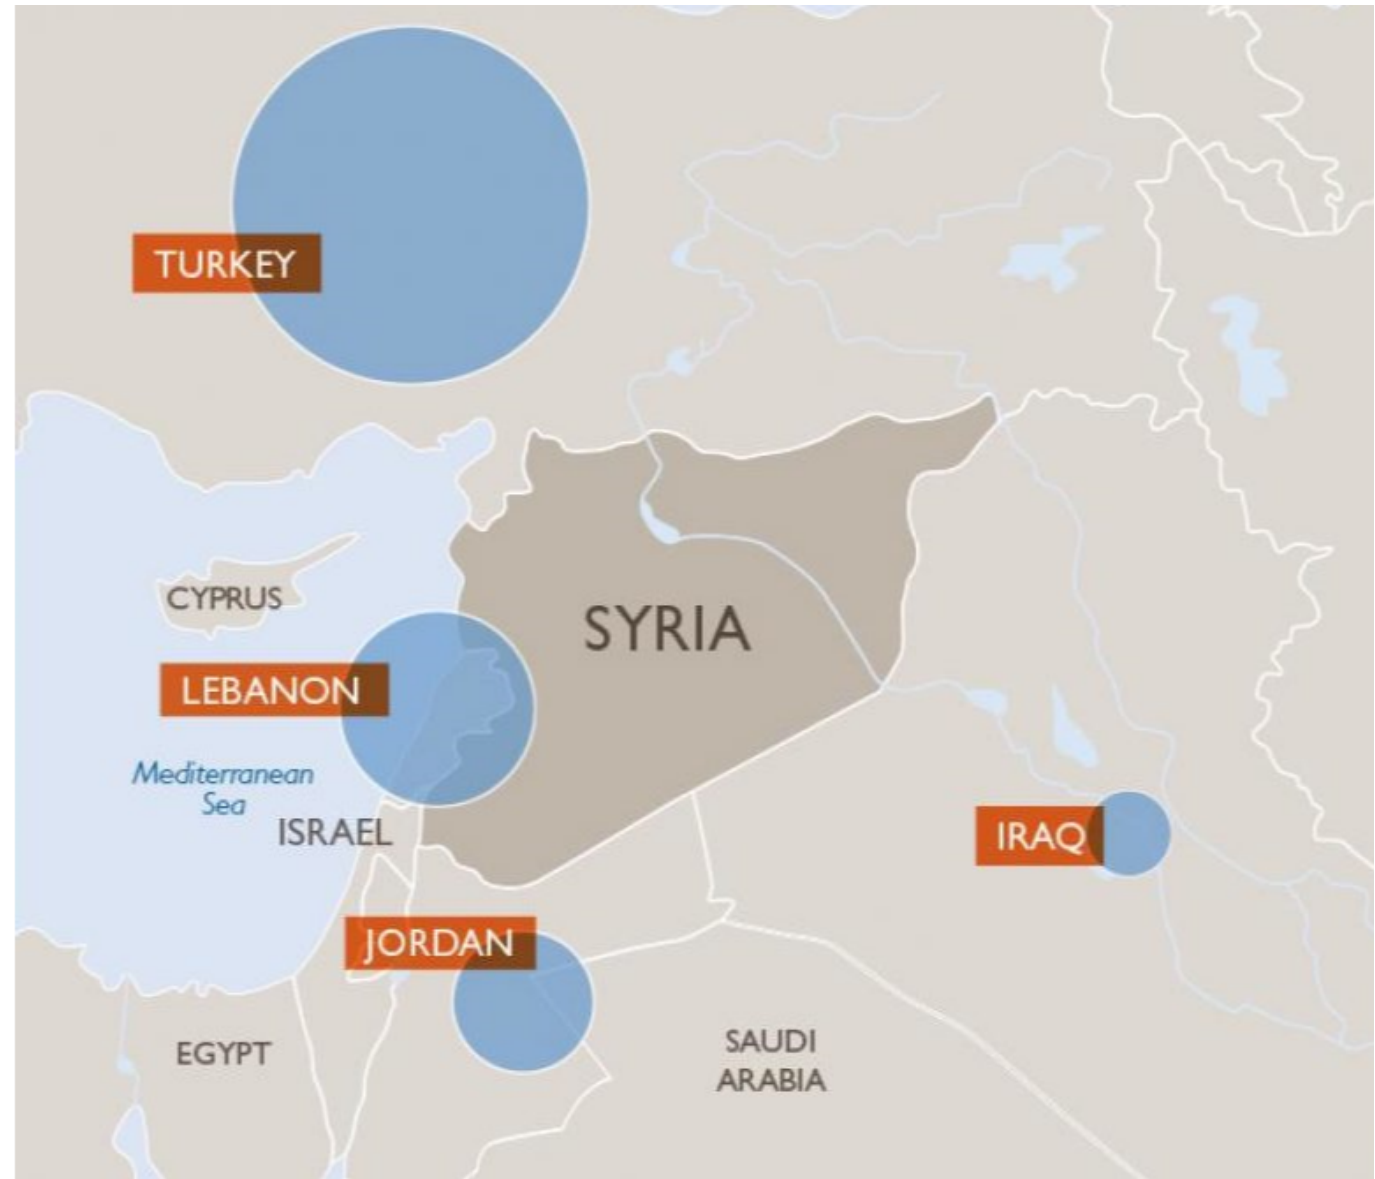 TURKEY
CYPRUS
SYRIA
LEBANON
Mediterranean
Sea
ISRAEL
IRAQ
JORDAN
EGYPT
SAUDI
ARABIA